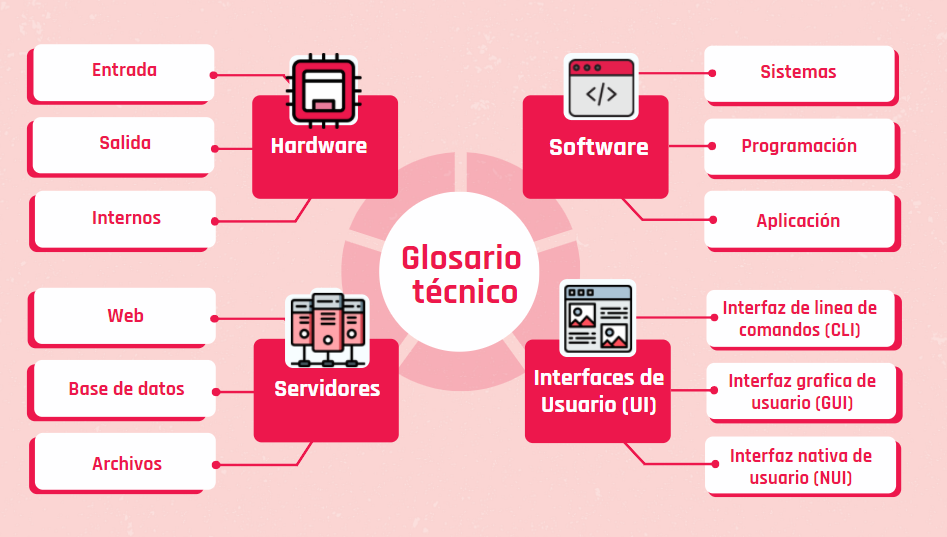 Glosario
técnico
Hardware
Entrada
Salida
Internos
Software
</>
Sistemas
Programación
Aplicación
Servidores
Web
Base de datos
Archivos
Interfaces de
Usuario (UI)
Interfaz de linea de
comandos (CLI)
Interfaz grafica de
usuario (GUI)
Interfaz nativa de
usuario (NUI)